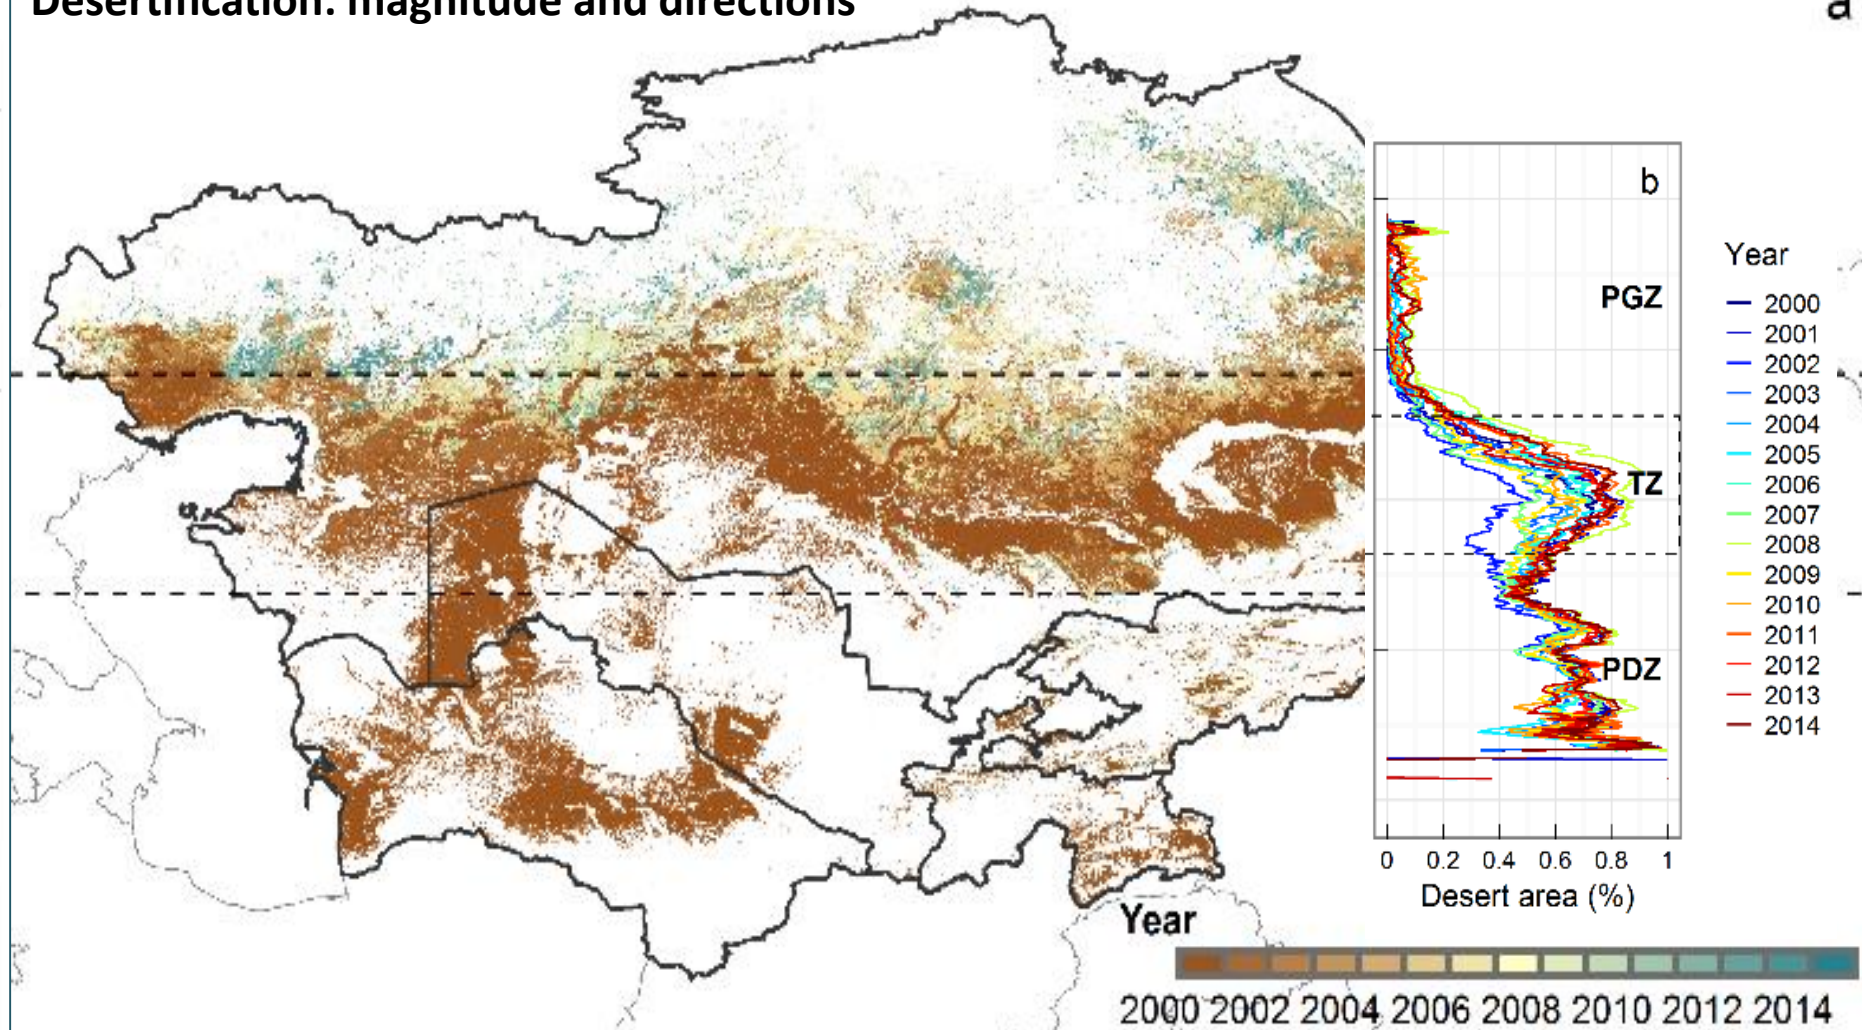 Desertification: magnitude and directions
a
b
PGZ
TZ
PDZ
0 0.2 0.4 0.6 0.8 1
Desert area (%)
Year
2000
2001
2002
2003
2004
2005
2006
2007
2008
2009
2010
2011
2012
2013
2014
Year
2000 2002 2004 2006 2008 2010 2012 2014